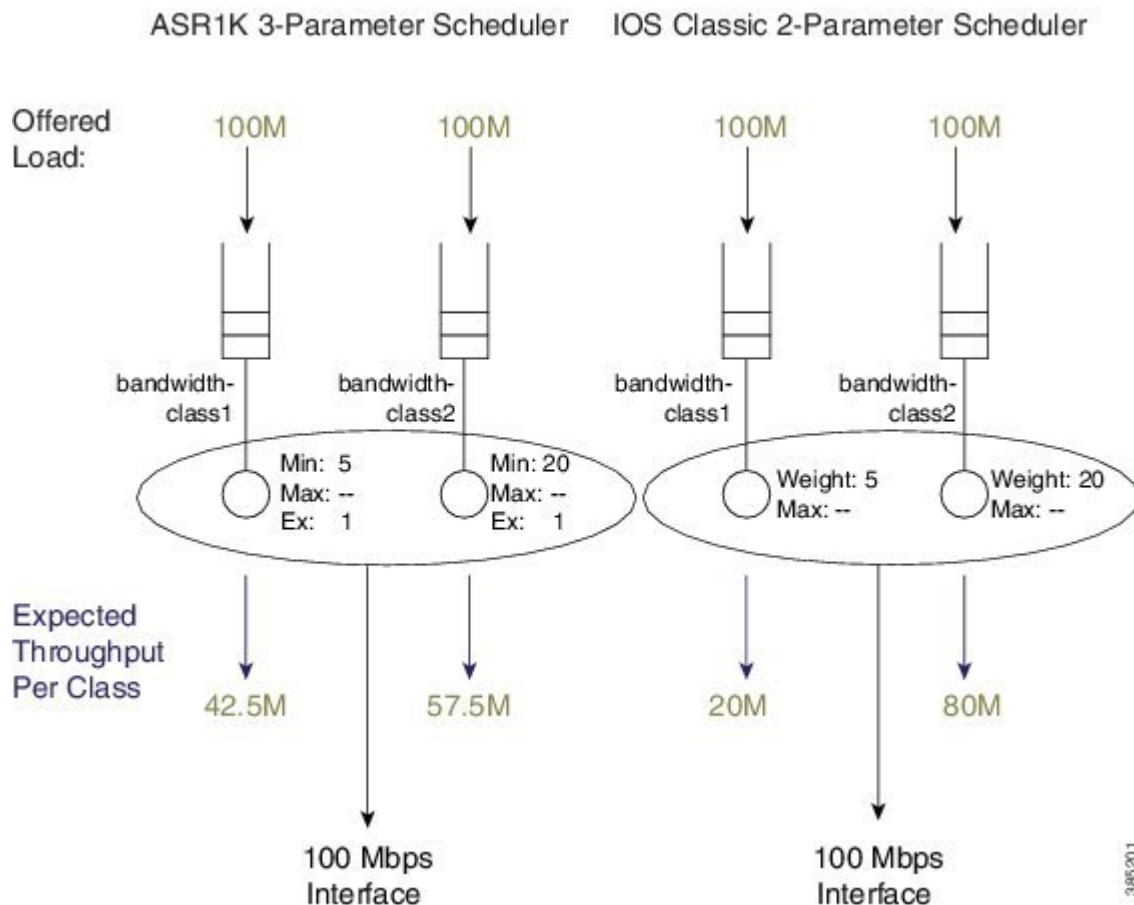 ASR1K 3-Parameter Scheduler
IOS Classic 2-Parameter Scheduler
Offered
Load:
100M
100M
100M
100M
bandwidth-
class1
bandwidth-
class2
bandwidth-
class1
bandwidth-
class2
Min: 5
Max: --
Ex: 1
Min: 20
Max: --
Ex: 1
Weight: 5
Max: --
Weight: 20
Max: --
Expected
Throughput
Per Class
42.5M
57.5M
20M
80M
100 Mbps
Interface
100 Mbps
Interface
385201